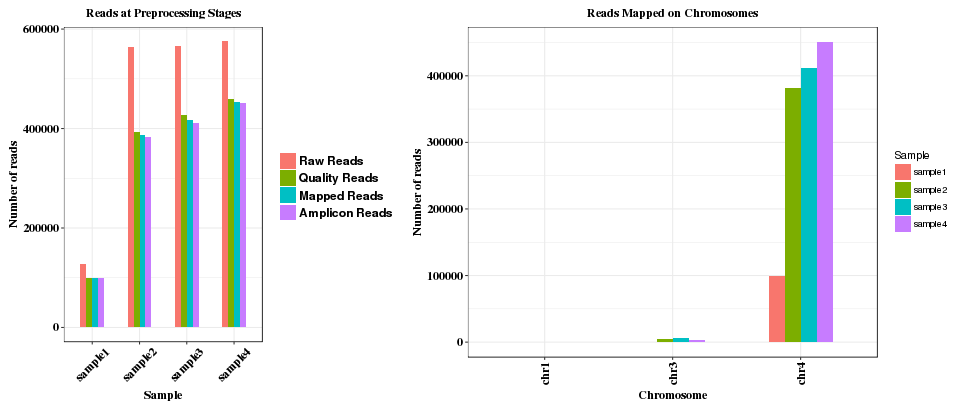 Reads at Preprocessing Stages
600000
400000
200000
0
Number of reads
sample1
sample2
sample3
sample4
Sample
Raw Reads
Quality Reads
Mapped Reads
Amplicon Reads
Reads Mapped on Chromosomes
400000
300000
200000
100000
0
Number of reads
chr1
chr3
chr4
Chromosome
Sample
sample1
sample2
sample3
sample4